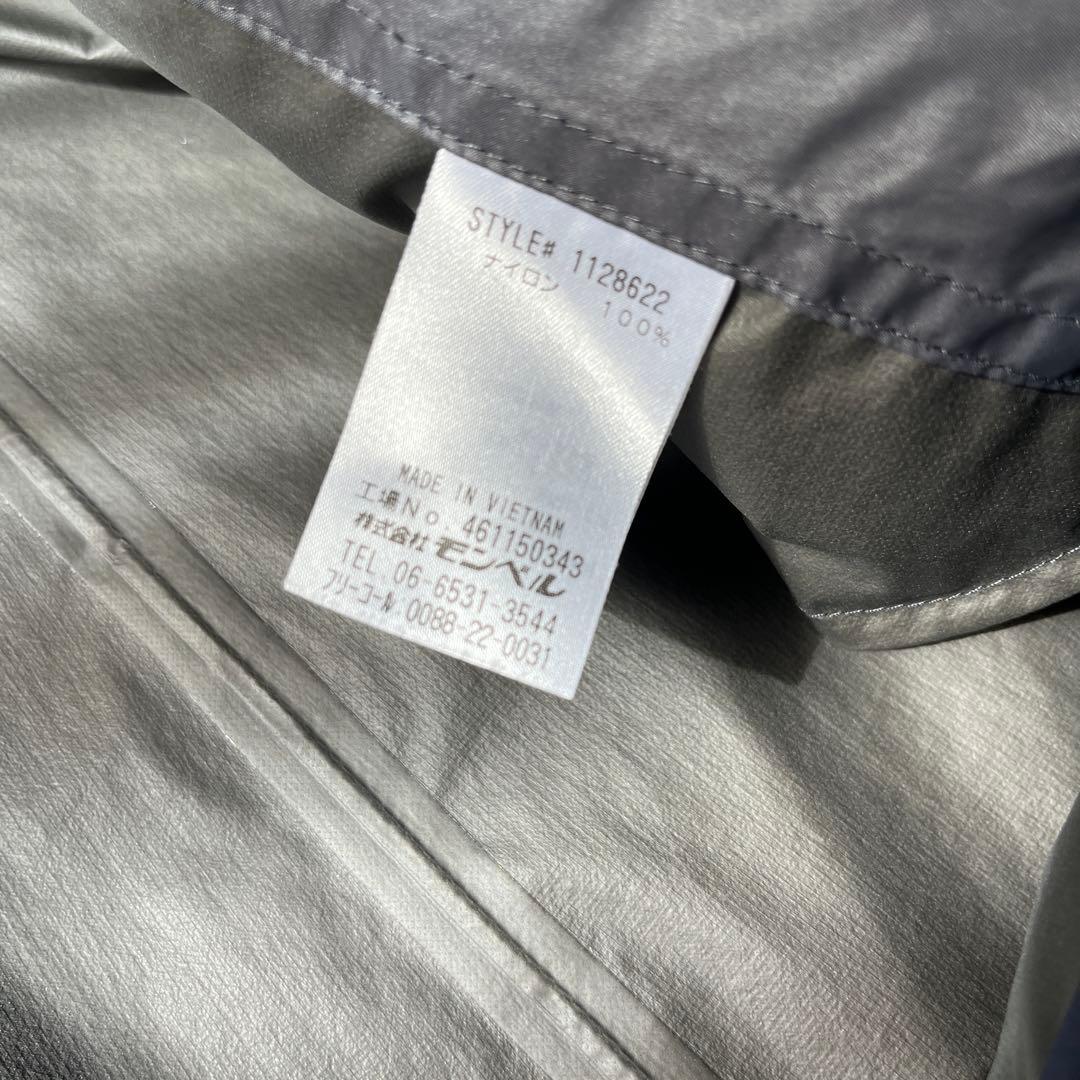 STYLE# 1128622
ナイロン 100%
MADE IN VIETNAM
工場No. 461150343
株式会社モンベル
TEL 06-6531-3544
フリーコール 0088-22-0031